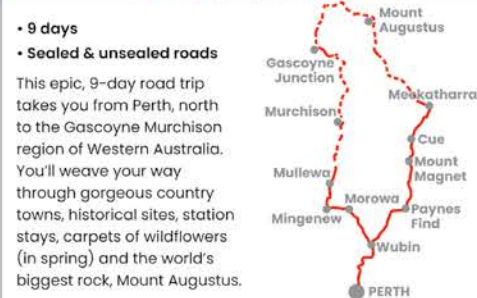 • 9 days
• Sealed & unsealed roads
This epic, 9-day road trip
takes you from Perth, north
to the Gascoyne Murchison
region of Western Australia.
You'll weave your way
through gorgeous country
towns, historical sites, station
stays, carpets of wildflowers
(in spring) and the world's
biggest rock, Mount Augustus.
Mount
Augustus
Gascoyne
Junction
Meekatharra
Murchison
Cue
Mount
Magnet
Mullewa
Morowa
Mingenew
Paynes
Find
Wubin
PERTH